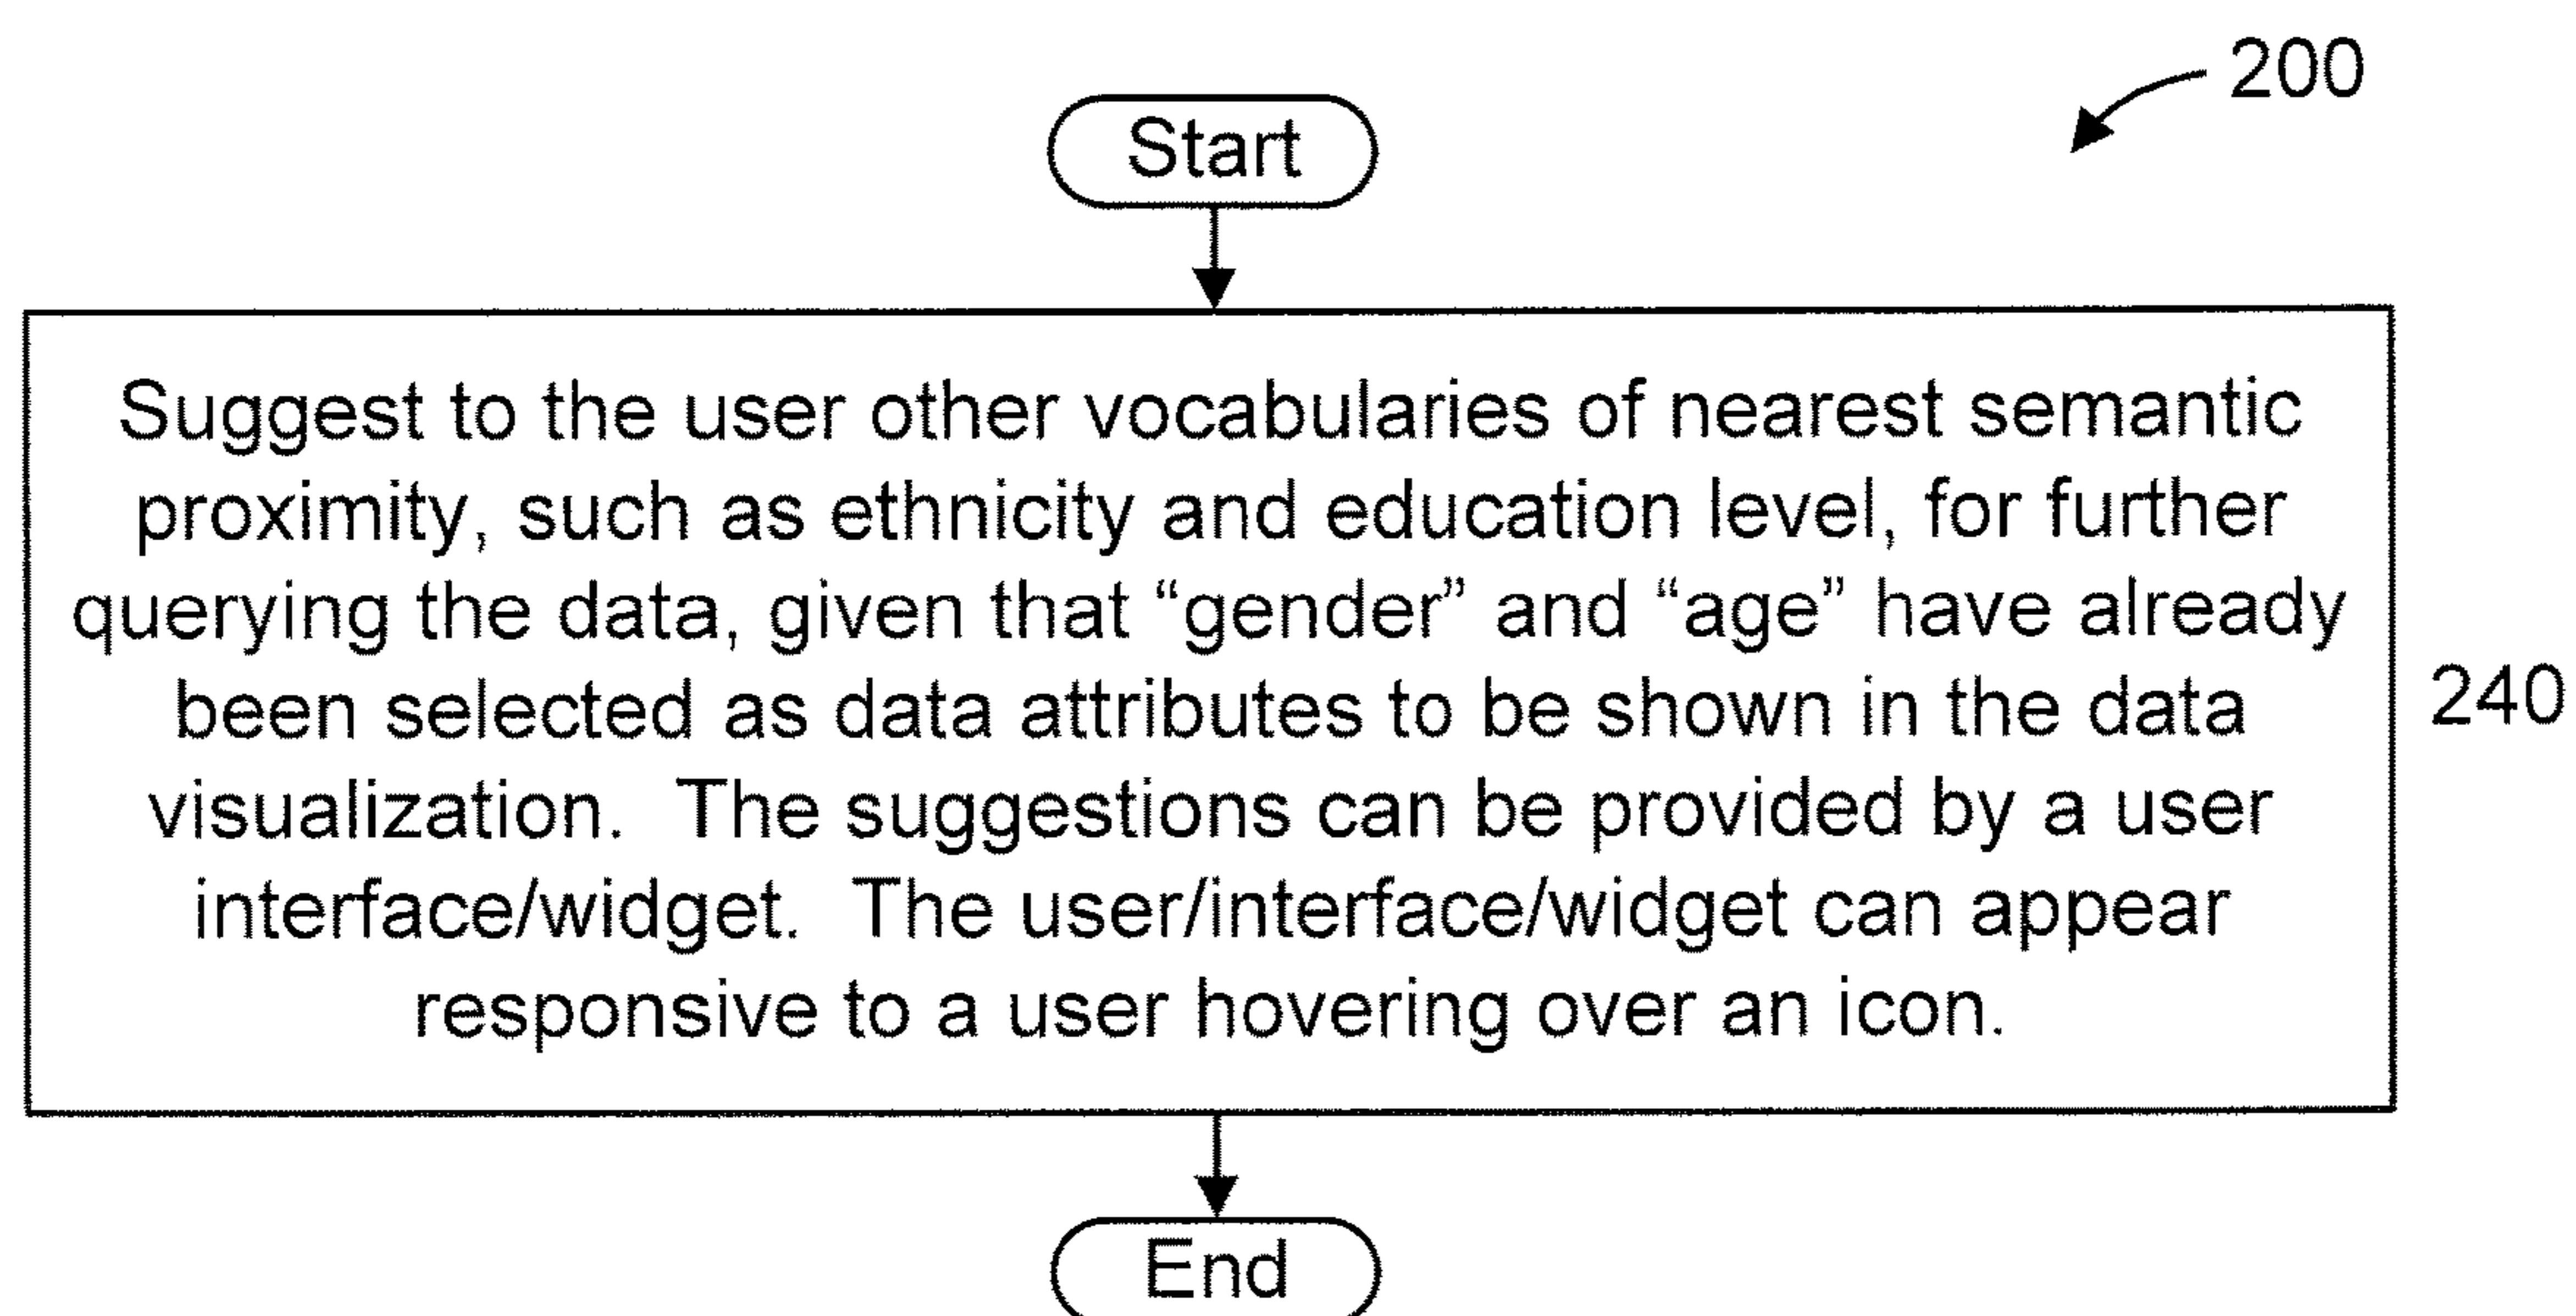 200
Start
Suggest to the user other vocabularies of nearest semantic
proximity, such as ethnicity and education level, for further
querying the data, given that “gender” and “age” have already
been selected as data attributes to be shown in the data
visualization.  The suggestions can be provided by a user
interface/widget.  The user/interface/widget can appear
responsive to a user hovering over an icon.
240
End